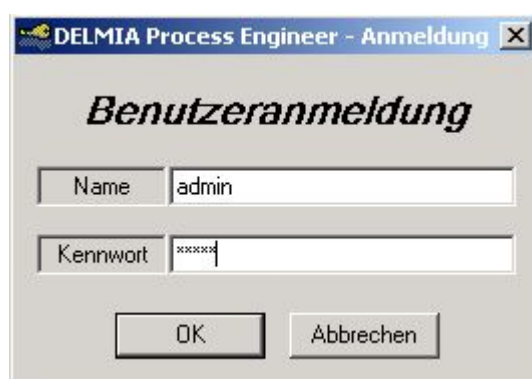 DELMIA Process Engineer - Anmeldung
Benutzeranmeldung
Name admin
Kennwort *****
OK Abbrechen